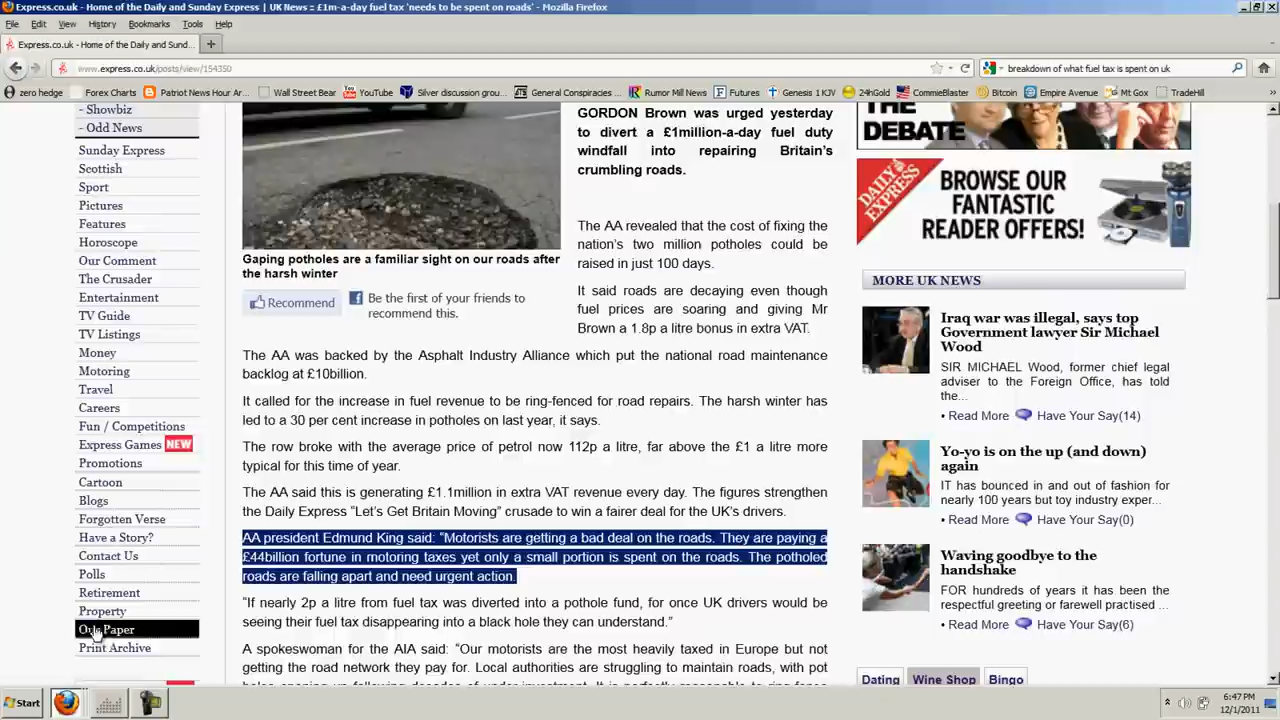 Express.co.uk - Home of the Daily and Sunday Express | UK News :: £1m-a-day fuel tax 'needs to be spent on roads' - Mozilla Firefox
File Edit View History Bookmarks Tools Help
Express.co.uk - Home of the Daily and Sund...
www.express.co.uk/posts/view/154350
breakdown of what fuel tax is spent on uk
zero hedge Forex Charts Patriot News Hour Ar... Wall Street Bear YouTube Silver discussion grou... General Conspiracies ... Rumor Mill News Futures Genesis 1 KJV 24hGold CommieBlaster Bitcoin Empire Avenue Mt Gox TradeHill
- Showbiz
- Odd News
Sunday Express
Scottish
Sport
Pictures
Features
Horoscope
Our Comment
The Crusader
Entertainment
TV Guide
TV Listings
Money
Motoring
Travel
Careers
Fun / Competitions
Express Games NEW
Promotions
Cartoon
Blogs
Forgotten Verse
Have a Story?
Contact Us
Polls
Retirement
Property
Our Paper
Print Archive
Gaping potholes are a familiar sight on our roads after
the harsh winter
Recommend
Be the first of your friends to
recommend this.
GORDON Brown was urged yesterday
to divert a £1million-a-day fuel duty
windfall into repairing Britain's
crumbling roads.
The AA revealed that the cost of fixing the
nation's two million potholes could be
raised in just 100 days.
It said roads are decaying even though
fuel prices are soaring and giving Mr
Brown a 1.8p a litre bonus in extra VAT.
The AA was backed by the Asphalt Industry Alliance which put the national road maintenance
backlog at £10billion.
It called for the increase in fuel revenue to be ring-fenced for road repairs. The harsh winter has
led to a 30 per cent increase in potholes on last year, it says.
The row broke with the average price of petrol now 112p a litre, far above the £1 a litre more
typical for this time of year.
The AA said this is generating £1.1million in extra VAT revenue every day. The figures strengthen
the Daily Express "Let's Get Britain Moving" crusade to win a fairer deal for the UK's drivers.
AA president Edmund King said: "Motorists are getting a bad deal on the roads. They are paying a
£44billion fortune in motoring taxes yet only a small portion is spent on the roads. The potholed
roads are falling apart and need urgent action.
"If nearly 2p a litre from fuel tax was diverted into a pothole fund, for once UK drivers would be
seeing their fuel tax disappearing into a black hole they can understand."
A spokeswoman for the AIA said: "Our motorists are the most heavily taxed in Europe but not
getting the road network they pay for. Local authorities are struggling to maintain roads, with pot
THE
DEBATE
DAILY EXPRESS
BROWSE OUR
FANTASTIC
READER OFFERS!
MORE UK NEWS
Iraq war was illegal, says top
Government lawyer Sir Michael
Wood
SIR MICHAEL Wood, former chief legal
adviser to the Foreign Office, has told
the...
• Read More Have Your Say(14)
Yo-yo is on the up (and down)
again
IT has bounced in and out of fashion for
nearly 100 years but toy industry exper...
• Read More Have Your Say(0)
Waving goodbye to the
handshake
FOR hundreds of years it has been the
respectful greeting or farewell practised ...
• Read More Have Your Say(6)
Dating Wine Shop Bingo
Start
6:47 PM
12/1/2011